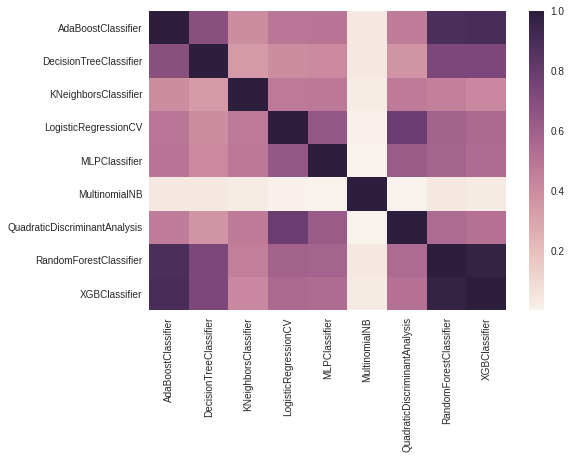 AdaBoostClassifier
DecisionTreeClassifier
KNeighborsClassifier
LogisticRegressionCV
MLPClassifier
MultinomialNB
QuadraticDiscriminantAnalysis
RandomForestClassifier
XGBClassifier
AdaBoostClassifier
DecisionTreeClassifier
KNeighborsClassifier
LogisticRegressionCV
MLPClassifier
MultinomialNB
QuadraticDiscriminantAnalysis
RandomForestClassifier
XGBClassifier
1.0
0.8
0.6
0.4
0.2